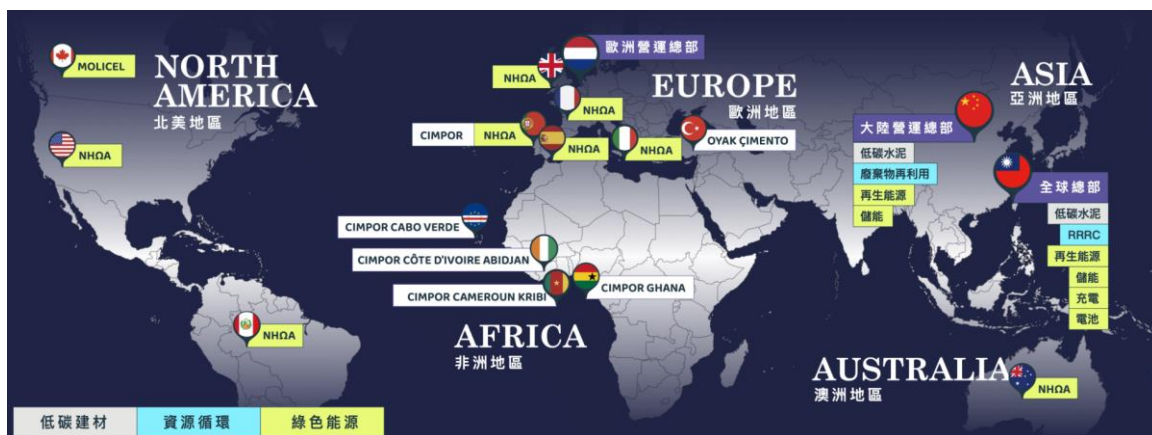 MOLICEL
NORTH
AMERICA
北美地區
NHΩA
NHΩA
歐洲營運總部
NHΩA
NHΩA
EUROPE
歐洲地區
CIMPOR
NHΩA
NHΩA
NHΩA
OYAK ÇIMENTO
ASIA
亞洲地區
大陸營運總部
低碳水泥
廢棄物再利用
再生能源
儲能
全球總部
低碳水泥
RRRC
再生能源
儲能
充電
電池
CIMPOR CABO VERDE
CIMPOR CÔTE D'IVOIRE ABIDJAN
CIMPOR CAMEROUN KRIBI
CIMPOR GHANA
AFRICA
非洲地區
AUSTRALIA
澳洲地區
NHΩA
低碳建材
資源循環
綠色能源